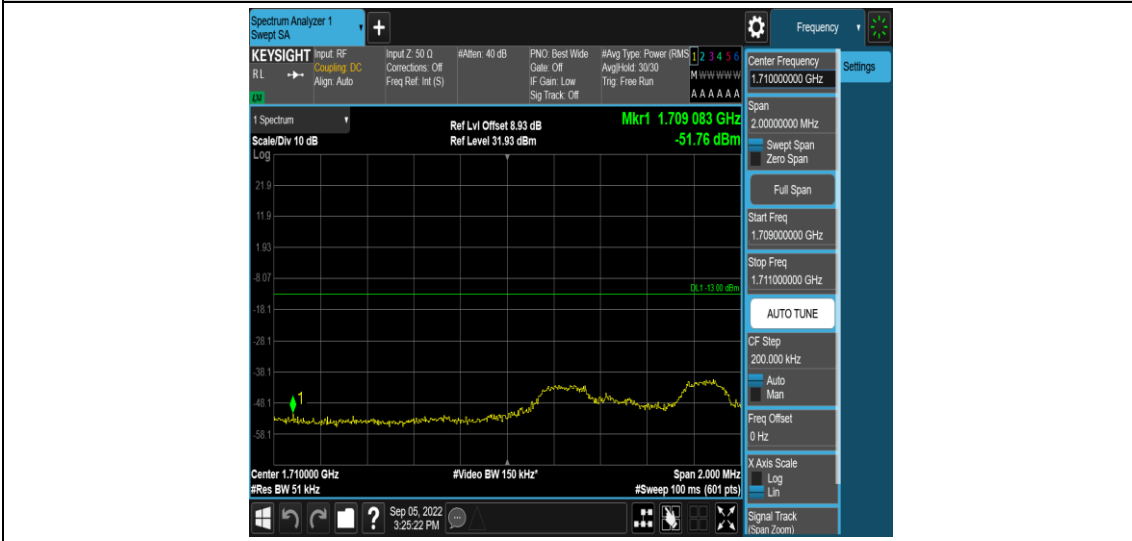 Spectrum Analyzer 1
Swept SA
Frequency
KEYSIGHT
RL
Input: RF
Coupling: DC
Align: Auto
Input Z: 50 Ω
Corrections: Off
Freq Ref: Int (S)
#Atten: 40 dB
PNO: Best Wide
Gate: Off
IF Gain: Low
Sig Track: Off
#Avg Type: Power (RMS
Avg|Hold: 30/30
Trig: Free Run
1 2 3 4 5 6
M W W W W W
A A A A A A
1 Spectrum
Scale/Div 10 dB
Log
Ref Lvl Offset 8.93 dB
Ref Level 31.93 dBm
Mkr1 1.709 083 GHz
-51.76 dBm
21.9
11.9
1.93
-8.07
DL1 -13.00 dBm
-18.1
-28.1
-38.1
1
-48.1
-58.1
Center 1.710000 GHz
#Res BW 51 kHz
#Video BW 150 kHz*
Span 2.000 MHz
#Sweep 100 ms (601 pts)
Sep 05, 2022
3:25:22 PM
Center Frequency
1.710000000 GHz
Settings
Span
2.00000000 MHz
Swept Span
Zero Span
Full Span
Start Freq
1.709000000 GHz
Stop Freq
1.711000000 GHz
AUTO TUNE
CF Step
200.000 kHz
Auto
Man
Freq Offset
0 Hz
X Axis Scale
Log
Lin
Signal Track
(Span Zoom)